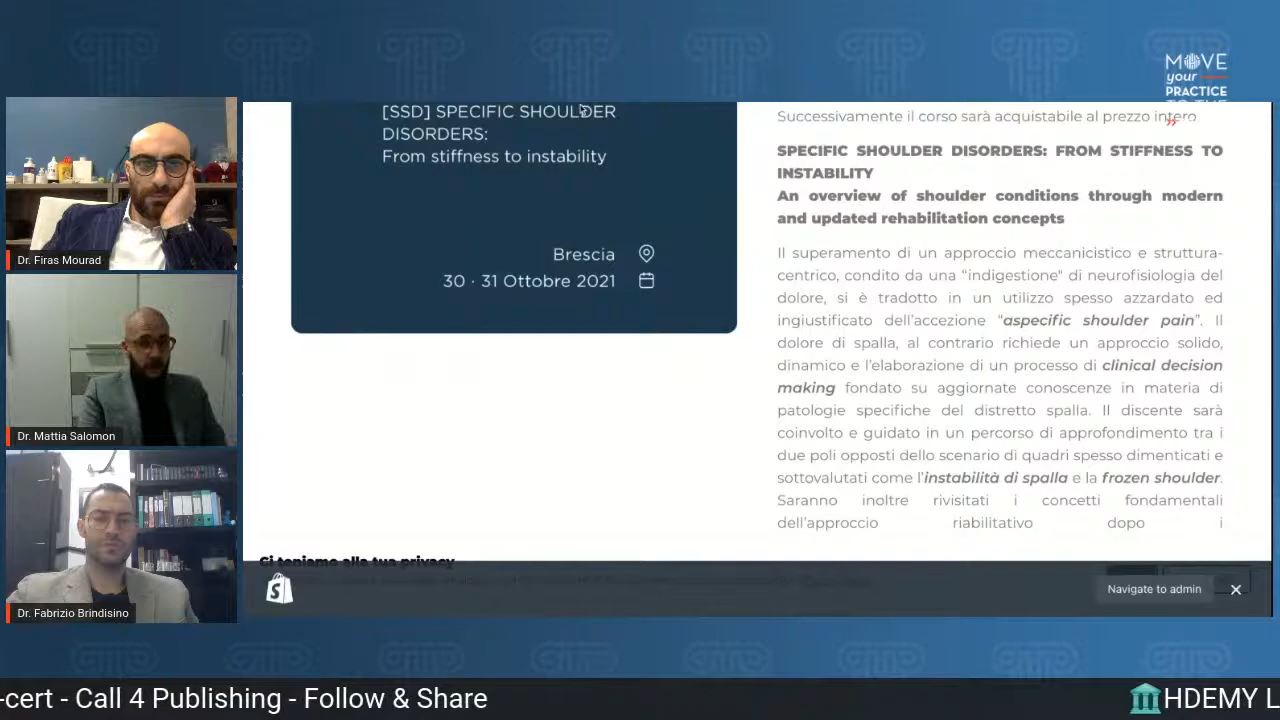 MOVE
your
PRACTICE
TO THE
Dr. Firas Mourad
Dr. Mattia Salomon
Dr. Fabrizio Brindisino
[SSD] SPECIFIC SHOULDER
DISORDERS:
From stiffness to instability
Brescia
30 · 31 Ottobre 2021
Successivamente il corso sarà acquistabile al prezzo intero
SPECIFIC SHOULDER DISORDERS: FROM STIFFNESS TO
INSTABILITY
An overview of shoulder conditions through modern
and updated rehabilitation concepts
Il superamento di un approccio meccanicistico e struttura-
centrico, condito da una "indigestione" di neurofisiologia del
dolore, si è tradotto in un utilizzo spesso azzardato ed
ingiustificato dell'accezione “aspecific shoulder pain”. Il
dolore di spalla, al contrario richiede un approccio solido,
dinamico e l’elaborazione di un processo di clinical decision
making fondato su aggiornate conoscenze in materia di
patologie specifiche del distretto spalla. Il discente sarà
coinvolto e guidato in un percorso di approfondimento tra i
due poli opposti dello scenario di quadri spesso dimenticati e
sottovalutati come l’instabilità di spalla e la frozen shoulder.
Saranno inoltre rivisitati i concetti fondamentali
dell’approccio riabilitativo dopo i
Ci teniamo alla tua privacy
Navigate to admin
-cert - Call 4 Publishing - Follow & Share
HDEMY L